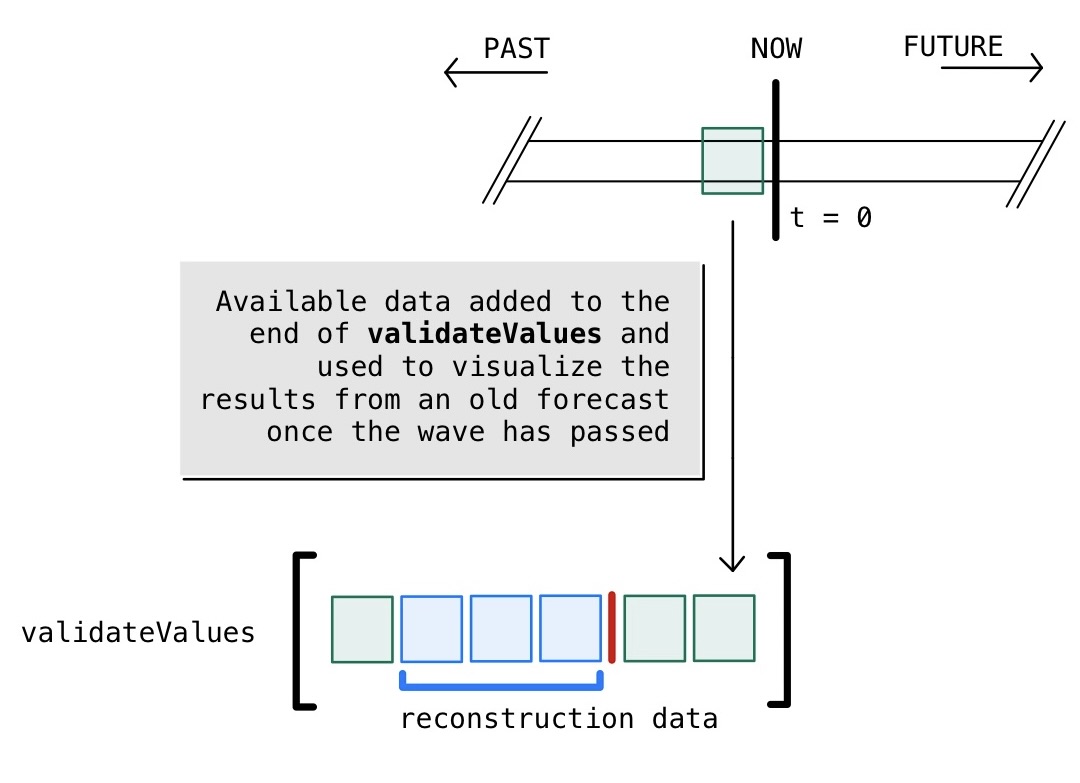 PAST NOW FUTURE
t = 0
Available data added to the
end of validateValues and
used to visualize the
results from an old forecast
once the wave has passed
validateValues
reconstruction data